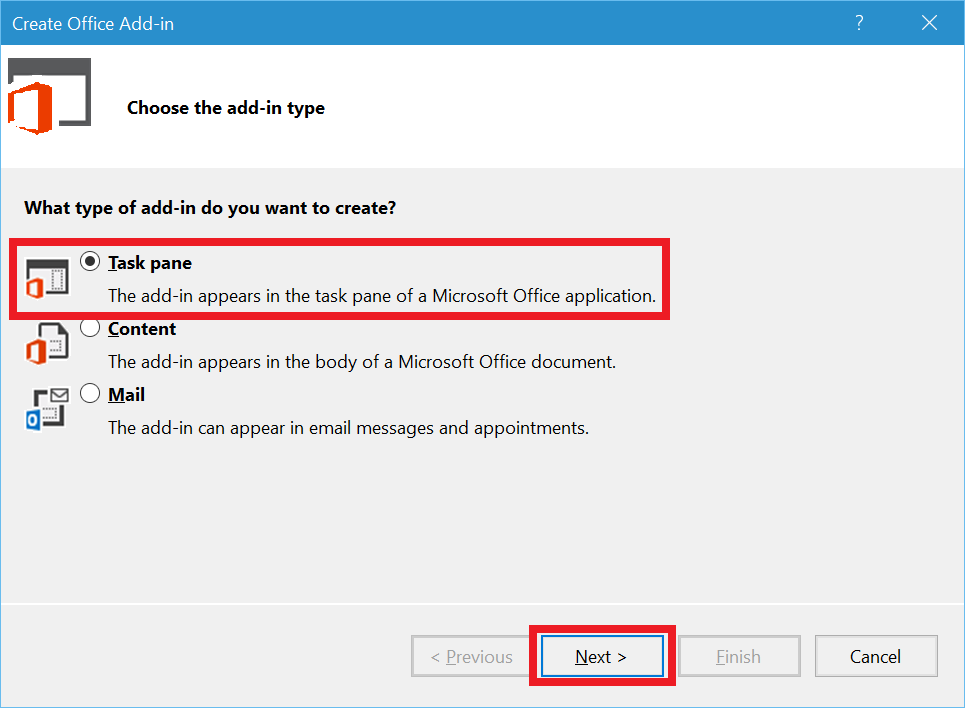 Create Office Add-in
?
Choose the add-in type
What type of add-in do you want to create?
Task pane
The add-in appears in the task pane of a Microsoft Office application.
Content
The add-in appears in the body of a Microsoft Office document.
Mail
The add-in can appear in email messages and appointments.
< Previous Next > Finish Cancel